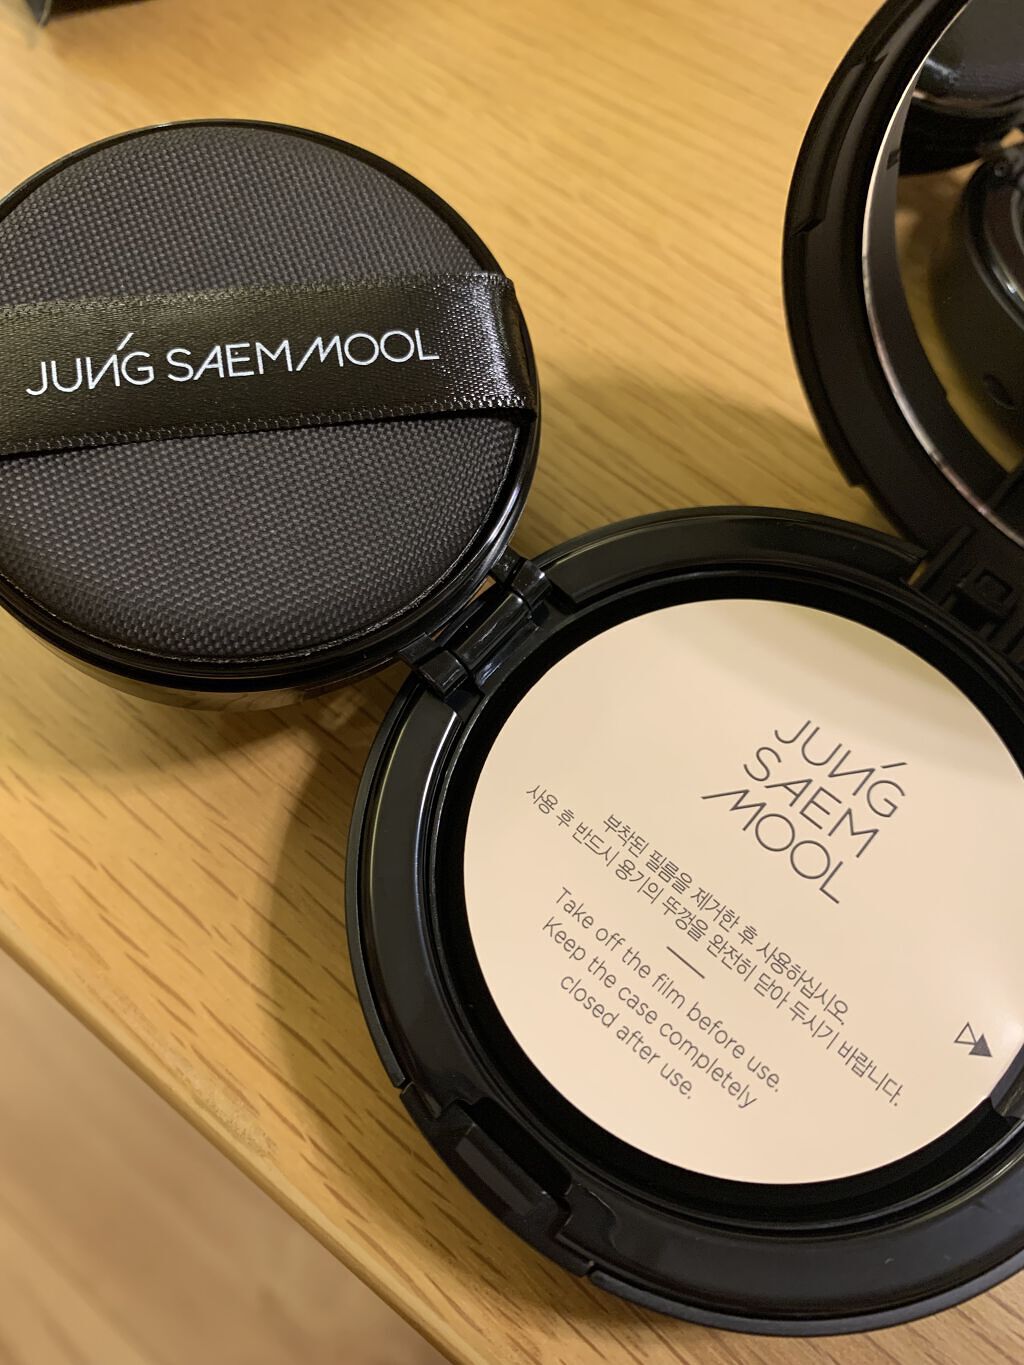 JUNG SAEM MOOL
JUNG
SAEM
MOOL
부착된 필름을 제거한 후 사용하십시오.
사용 후 반드시 용기의 뚜껑을 완전히 닫아 두시기 바랍니다.
Take off the film before use.
Keep the case completely
closed after use.